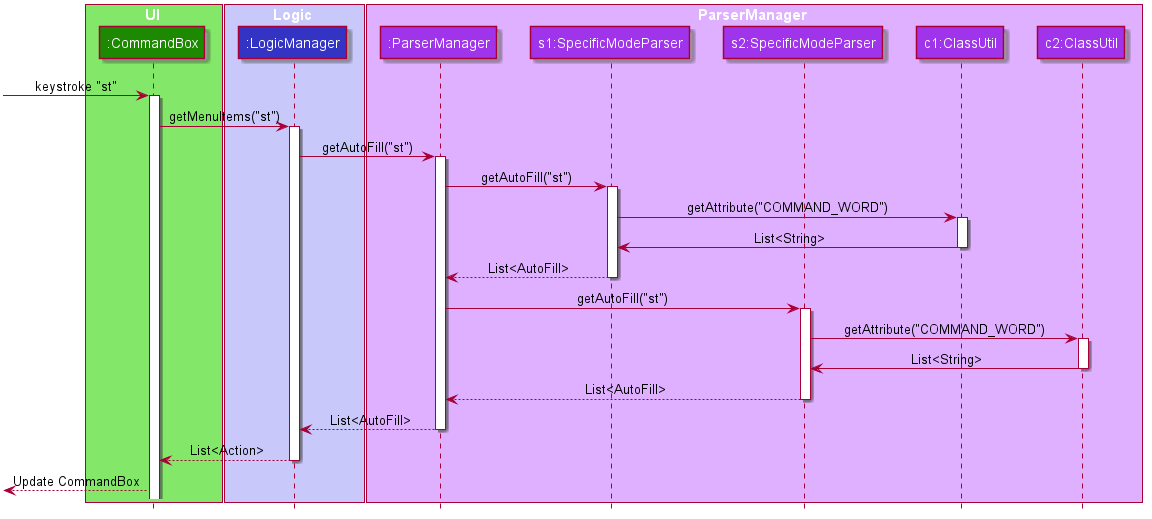 UI
Logic
ParserManager
:CommandBox
:LogicManager
:ParserManager
s1:SpecificModeParser
s2:SpecificModeParser
c1:ClassUtil
c2:ClassUtil
keystroke "st"
getMenuItems("st")
getAutoFill("st")
getAutoFill("st")
getAttribute("COMMAND_WORD")
List<String>
List<AutoFill>
getAutoFill("st")
getAttribute("COMMAND_WORD")
List<String>
List<AutoFill>
List<AutoFill>
List<Action>
Update CommandBox